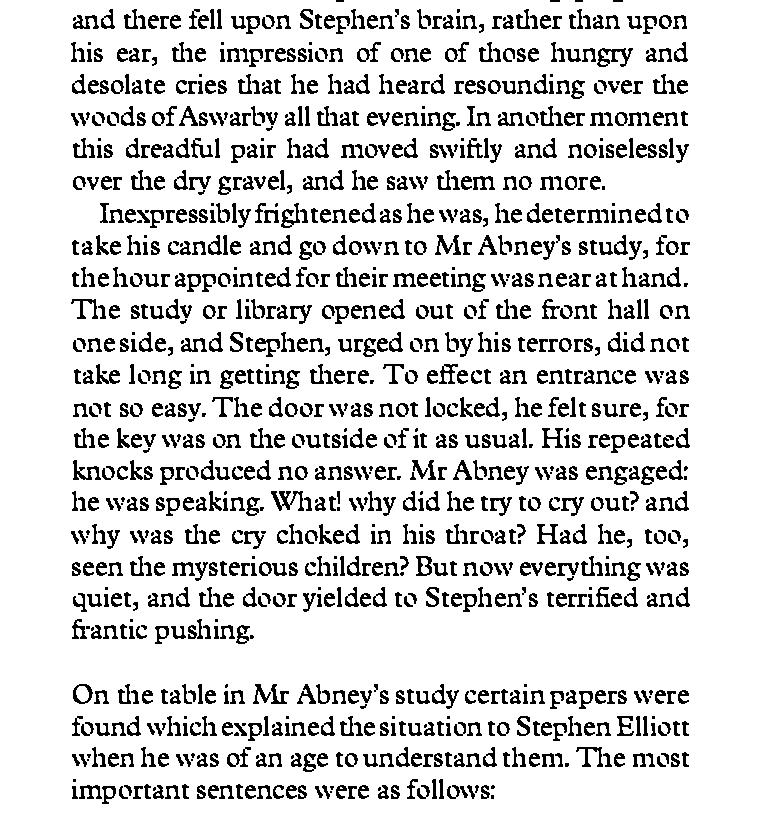 and there fell upon Stephen's brain, rather than upon
his ear, the impression of one of those hungry and
desolate cries that he had heard resounding over the
woods of Aswarby all that evening. In another moment
this dreadful pair had moved swiftly and noiselessly
over the dry gravel, and he saw them no more.
Inexpressibly frightened as he was, he determined to
take his candle and go down to Mr Abney's study, for
the hour appointed for their meeting was near at hand.
The study or library opened out of the front hall on
one side, and Stephen, urged on by his terrors, did not
take long in getting there. To effect an entrance was
not so easy. The door was not locked, he felt sure, for
the key was on the outside of it as usual. His repeated
knocks produced no answer. Mr Abney was engaged:
he was speaking. What! why did he try to cry out? and
why was the cry choked in his throat? Had he, too,
seen the mysterious children? But now everything was
quiet, and the door yielded to Stephen's terrified and
frantic pushing.
On the table in Mr Abney's study certain papers were
found which explained the situation to Stephen Elliott
when he was of an age to understand them. The most
important sentences were as follows: